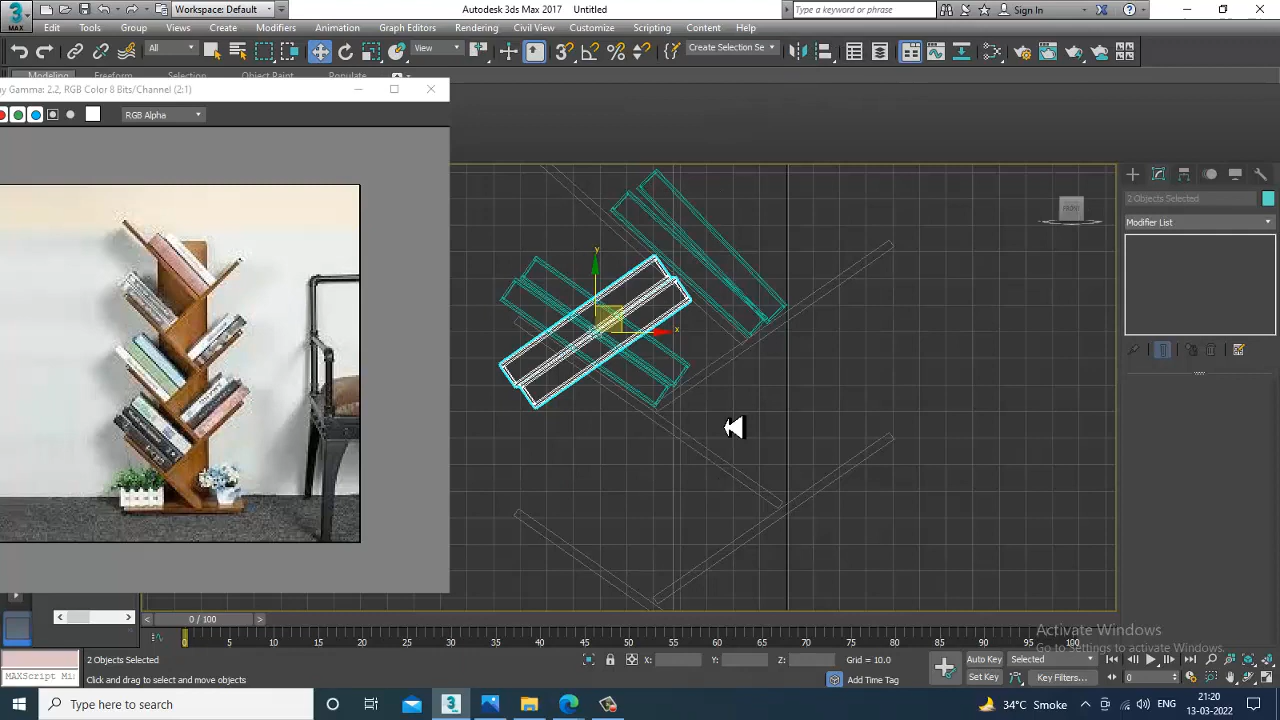 MAX
Workspace: Default
Autodesk 3ds Max 2017 Untitled
Type a keyword or phrase
Sign In
Edit Tools Group Views Create Modifiers Animation Graph Editors Rendering Civil View Customize Scripting Content Help
All
View
Create Selection Se
Modeling Freeform Selection Object Paint Populate
y Gamme: 2.2, RGB Color 8 Bits/Channel (2:1)
RGB Alpha
2 Objects Selected
Modifier List
FRONT
y
x
0 / 100
0 5 10 15 20 25 30 35 40 45 50 55 60 65 70 75 80 85 90 95 100
Activate Windows
Go to Settings to activate Windows.
2 Objects Selected
X: Y: Z: Grid = 10.0
Auto Key Selected
MAXScript Mi:
Click and drag to select and move objects
Add Time Tag
Set Key Key Filters...
0
Type here to search
34°C Smoke
21:20
13-03-2022